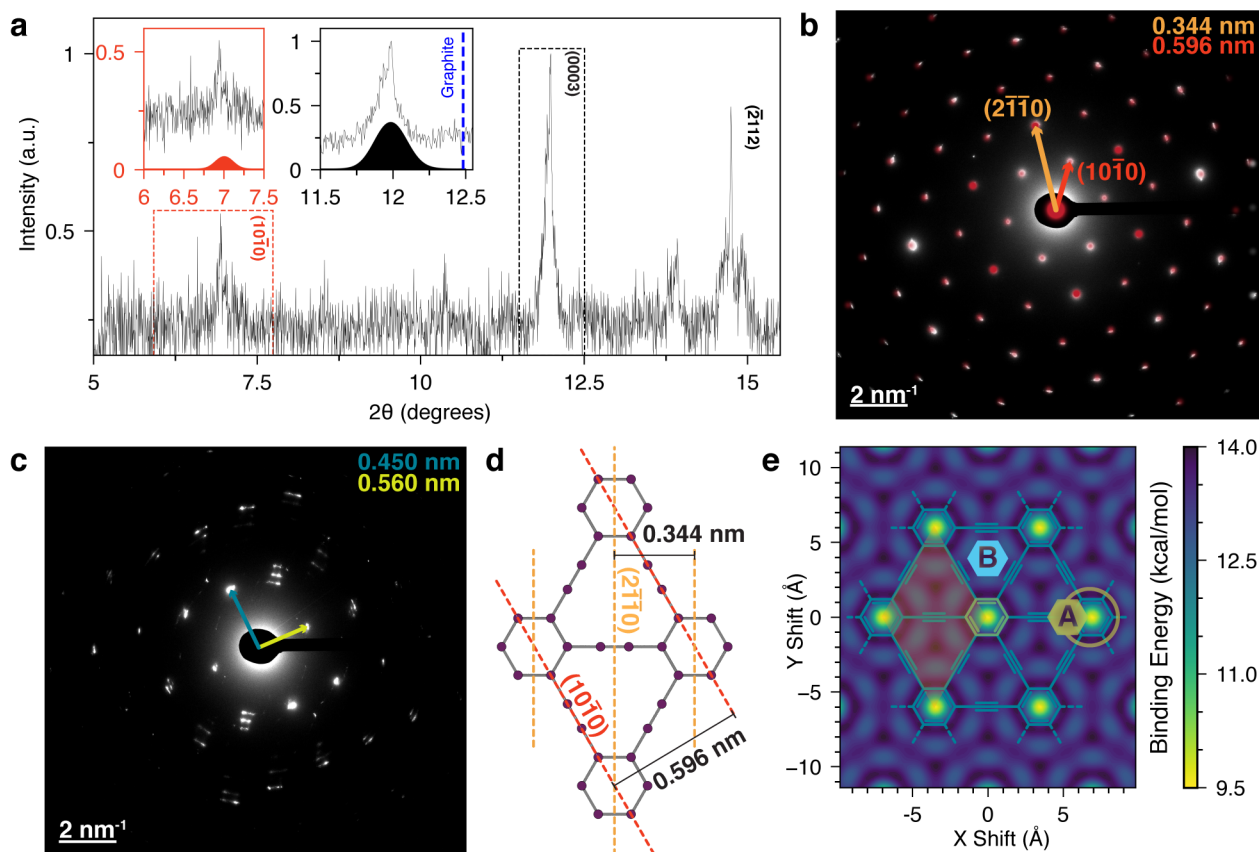 a
1
0.5
Intensity (a.u.)
5
7.5
10
12.5
15
2θ (degrees)
(101̅0)
(0003)
(2̅112)
0.5
0
6
6.5
7
7.5
1
0.5
0
11.5
12
12.5
Graphite
b
0.344 nm
0.596 nm
(21̅1̅0)
(101̅0)
2 nm⁻¹
c
0.450 nm
0.560 nm
2 nm⁻¹
d
0.344 nm
(21̅1̅0)
(101̅0)
0.596 nm
e
10
5
0
−5
−10
Y Shift (Å)
-5
0
5
X Shift (Å)
B
A
14.0
12.5
11.0
9.5
Binding Energy (kcal/mol)